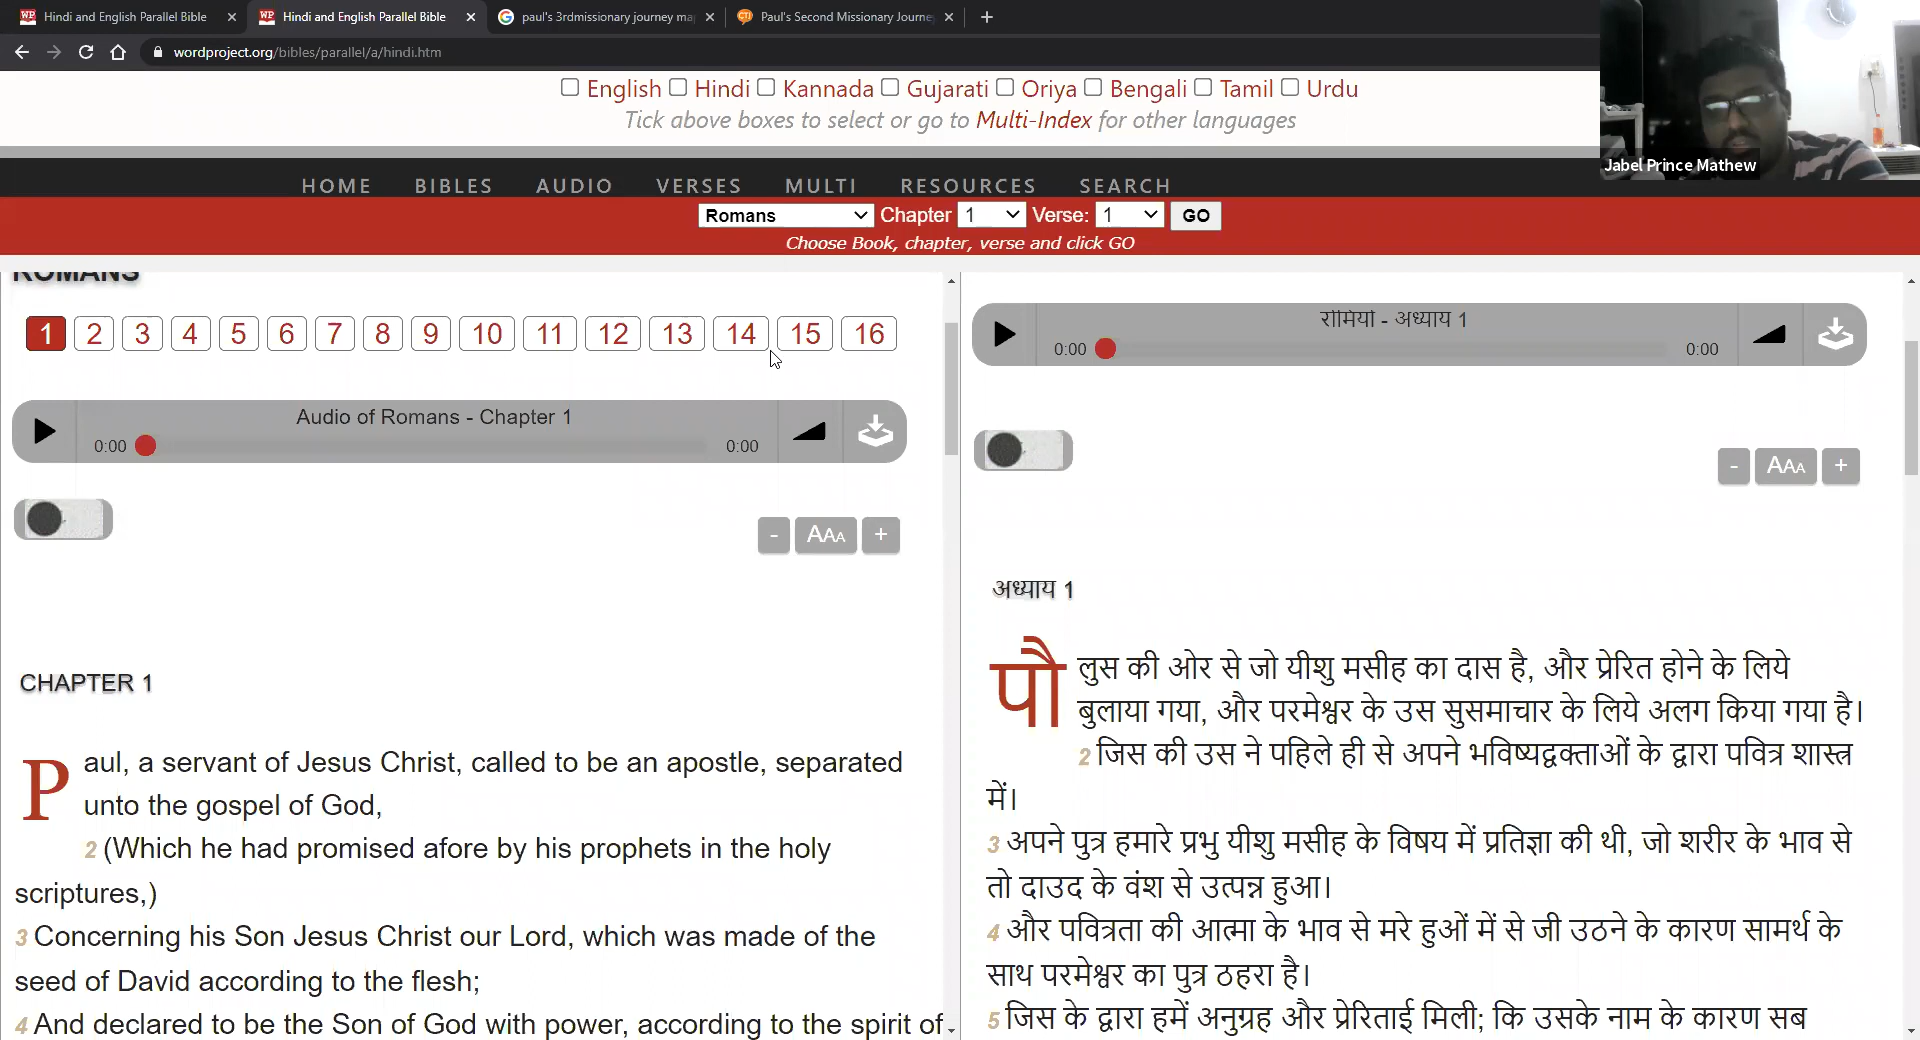 Hindi and English Parallel Bible
Hindi and English Parallel Bible
paul's 3rdmissionary journey ma
Paul's Second Missionary Journe
wordproject.org/bibles/parallel/a/hindi.htm
English Hindi Kannada Gujarati Oriya Bengali Tamil Urdu
Tick above boxes to select or go to Multi-Index for other languages
Jabel Prince Mathew
HOME BIBLES AUDIO VERSES MULTI RESOURCES SEARCH
Romans Chapter 1 Verse: 1 GO
Choose Book, chapter, verse and click GO
ROMANS
1 2 3 4 5 6 7 8 9 10 11 12 13 14 15 16
Audio of Romans - Chapter 1
0:00 0:00
- AAA +
CHAPTER 1
Paul, a servant of Jesus Christ, called to be an apostle, separated
unto the gospel of God,
2 (Which he had promised afore by his prophets in the holy
scriptures,)
3 Concerning his Son Jesus Christ our Lord, which was made of the
seed of David according to the flesh;
4 And declared to be the Son of God with power, according to the spirit of
रोमियो - अध्याय 1
0:00 0:00
- AAA +
अध्याय 1
पौलुस की ओर से जो यीशु मसीह का दास है, और प्रेरित होने के लिये
बुलाया गया, और परमेश्वर के उस सुसमाचार के लिये अलग किया गया है।
2 जिस की उस ने पहिले ही से अपने भविष्यद्वक्ताओं के द्वारा पवित्र शास्त्र
में।
3 अपने पुत्र हमारे प्रभु यीशु मसीह के विषय में प्रतिज्ञा की थी, जो शरीर के भाव से
तो दाउद के वंश से उत्पन्न हुआ।
4 और पवित्रता की आत्मा के भाव से मरे हुओं में से जी उठने के कारण सामर्थ के
साथ परमेश्वर का पुत्र ठहरा है।
5 जिस के द्वारा हमें अनुग्रह और प्रेरिताई मिली; कि उसके नाम के कारण सब